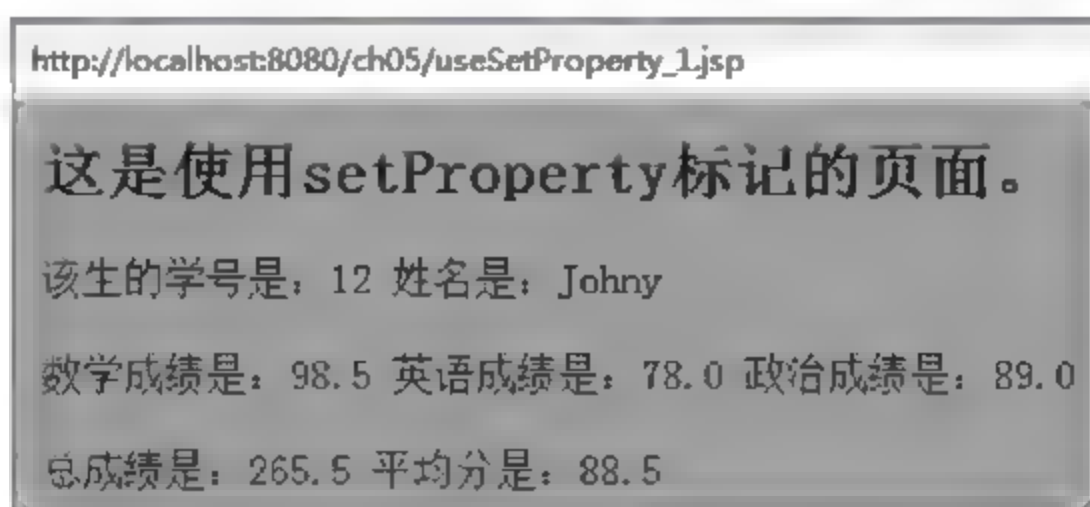 http://localhost:8080/ch05/useSetProperty_1.jsp
这是使用setProperty标记的页面。
该生的学号是：12 姓名是：Johny
数学成绩是：98.5 英语成绩是：78.0 政治成绩是：89.0
总成绩是：265.5 平均分是：88.5